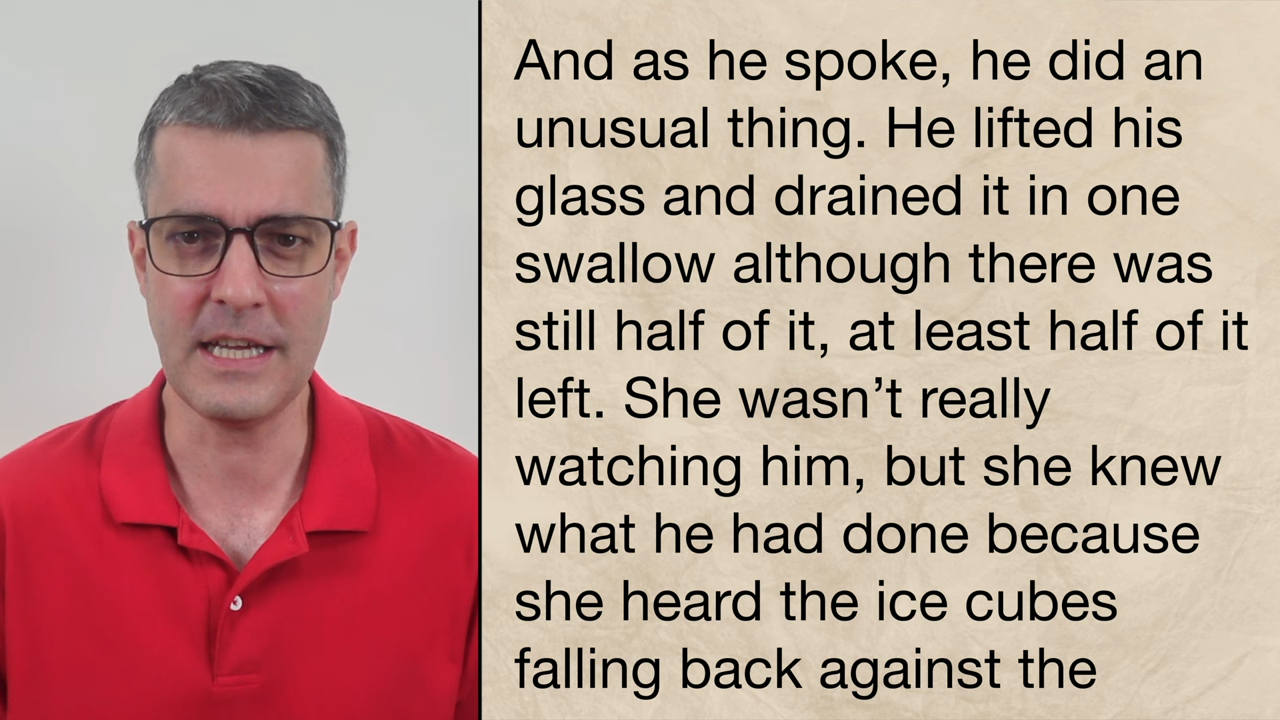 And as he spoke, he did an
unusual thing. He lifted his
glass and drained it in one
swallow although there was
still half of it, at least half of it
left. She wasn’t really
watching him, but she knew
what he had done because
she heard the ice cubes
falling back against the